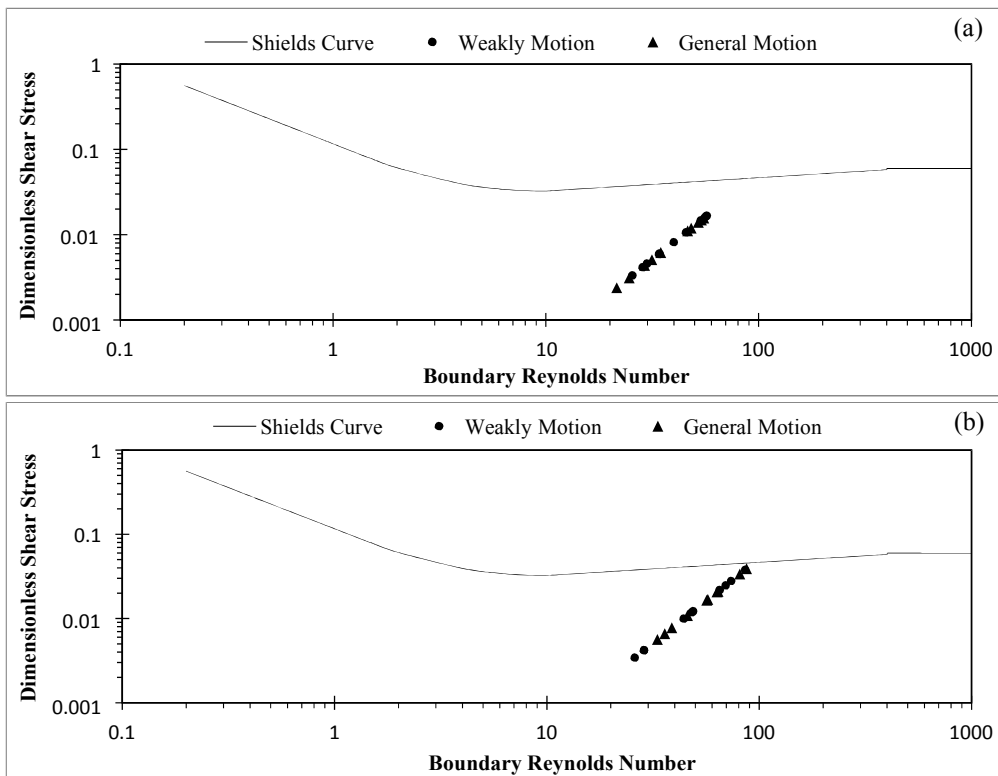 (a)
Shields Curve Weakly Motion General Motion
1
0.1
0.01
0.001
0.1 1 10 100 1000
Dimensionless Shear Stress
Boundary Reynolds Number
(b)
Shields Curve Weakly Motion General Motion
1
0.1
0.01
0.001
0.1 1 10 100 1000
Dimensionless Shear Stress
Boundary Reynolds Number